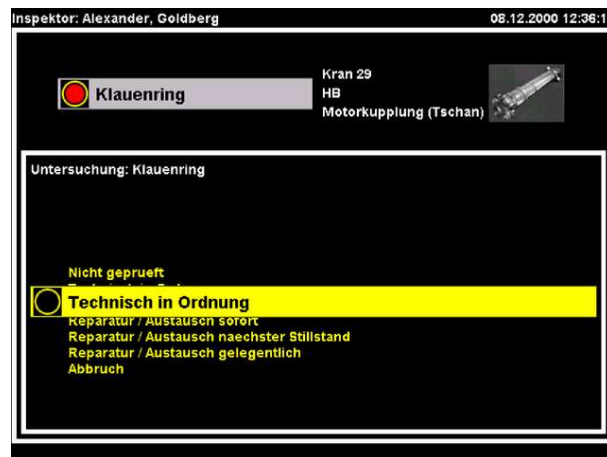 Inspektor: Alexander, Goldberg 08.12.2000 12:36:1
Klauenring
Kran 29
HB
Motorkupplung (Tschan)
Untersuchung: Klauenring
Nicht geprueft
Technisch in Ordnung
Reparatur / Austausch sofort
Reparatur / Austausch naechster Stillstand
Reparatur / Austausch gelegentlich
Abbruch